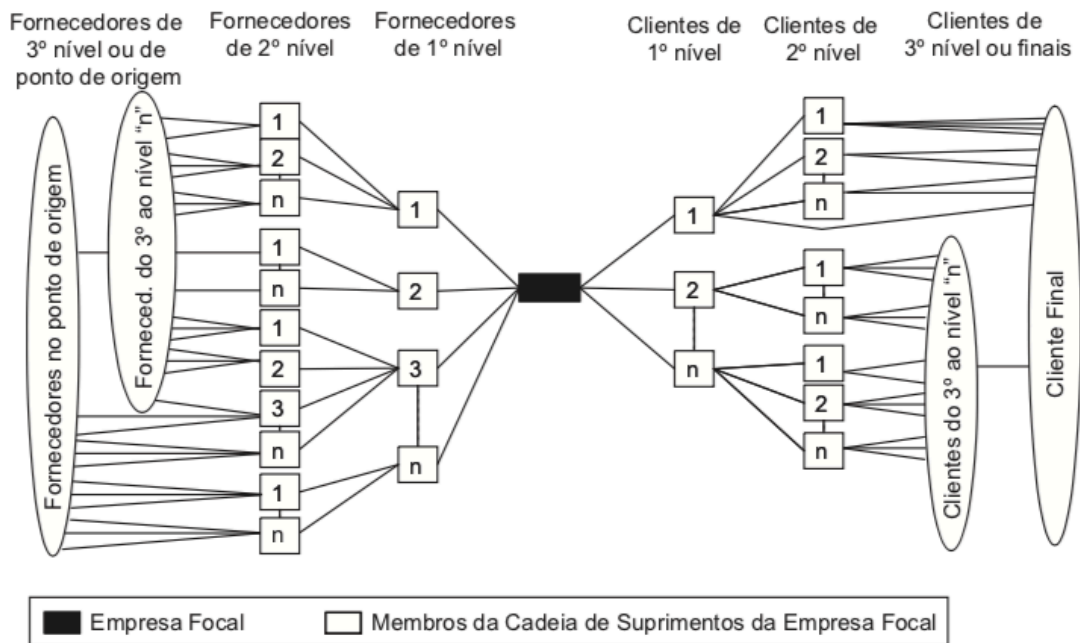 Fornecedores de
3º nível ou de
ponto de origem
Fornecedores
de 2º nível
Fornecedores
de 1º nível
Clientes de
1º nível
Clientes de
2º nível
Clientes de
3º nível ou finais
Fornecedores no ponto de origem
Forneced. do 3º ao nível “n”
1
2
n
1
n
1
2
3
n
1
n
1
2
3
n
1
2
n
1
2
n
1
n
1
2
n
Clientes do 3º ao nível “n”
Cliente Final
Empresa Focal
Membros da Cadeia de Suprimentos da Empresa Focal